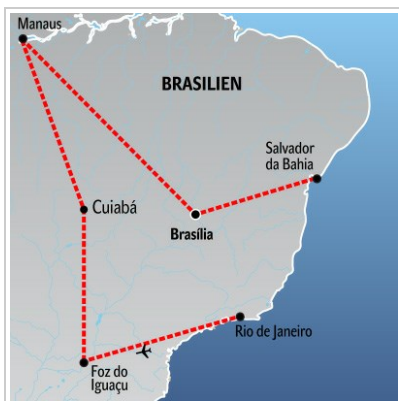 Manaus
BRASILIEN
Salvador
da Bahia
Cuiabá
Brasília
Rio de Janeiro
Foz do
Iguaçu